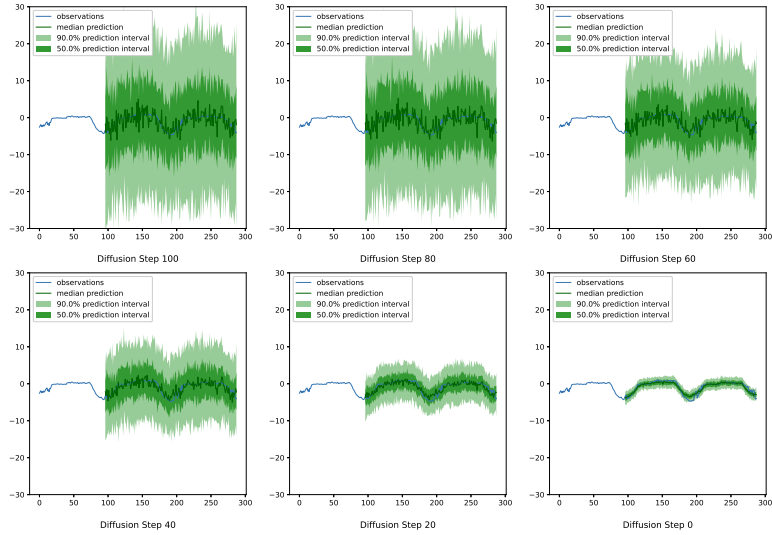 observations
median prediction
90.0% prediction interval
50.0% prediction interval
30
20
10
0
−10
−20
−30
0 50 100 150 200 250 300
Diffusion Step 100
observations
median prediction
90.0% prediction interval
50.0% prediction interval
30
20
10
0
−10
−20
−30
0 50 100 150 200 250 300
Diffusion Step 80
observations
median prediction
90.0% prediction interval
50.0% prediction interval
30
20
10
0
−10
−20
−30
0 50 100 150 200 250 300
Diffusion Step 60
observations
median prediction
90.0% prediction interval
50.0% prediction interval
30
20
10
0
−10
−20
−30
0 50 100 150 200 250 300
Diffusion Step 40
observations
median prediction
90.0% prediction interval
50.0% prediction interval
30
20
10
0
−10
−20
−30
0 50 100 150 200 250 300
Diffusion Step 20
observations
median prediction
90.0% prediction interval
50.0% prediction interval
30
20
10
0
−10
−20
−30
0 50 100 150 200 250 300
Diffusion Step 0